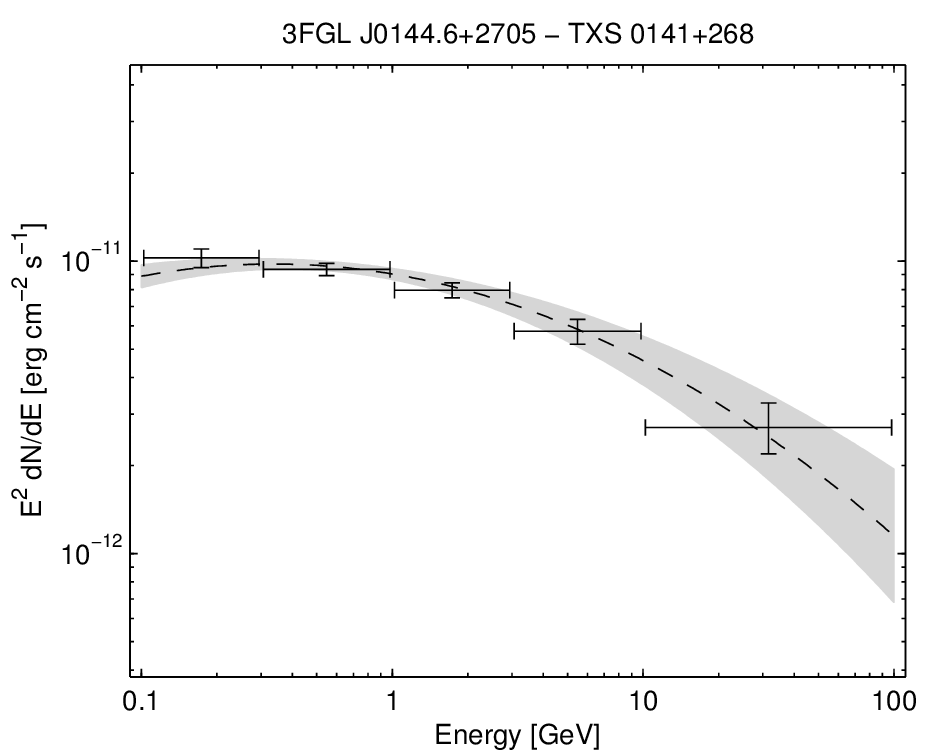 3FGL J0144.6+2705 − TXS 0141+268
E² dN/dE [erg cm⁻² s⁻¹]
10⁻¹¹
10⁻¹²
0.1 1 10 100
Energy [GeV]